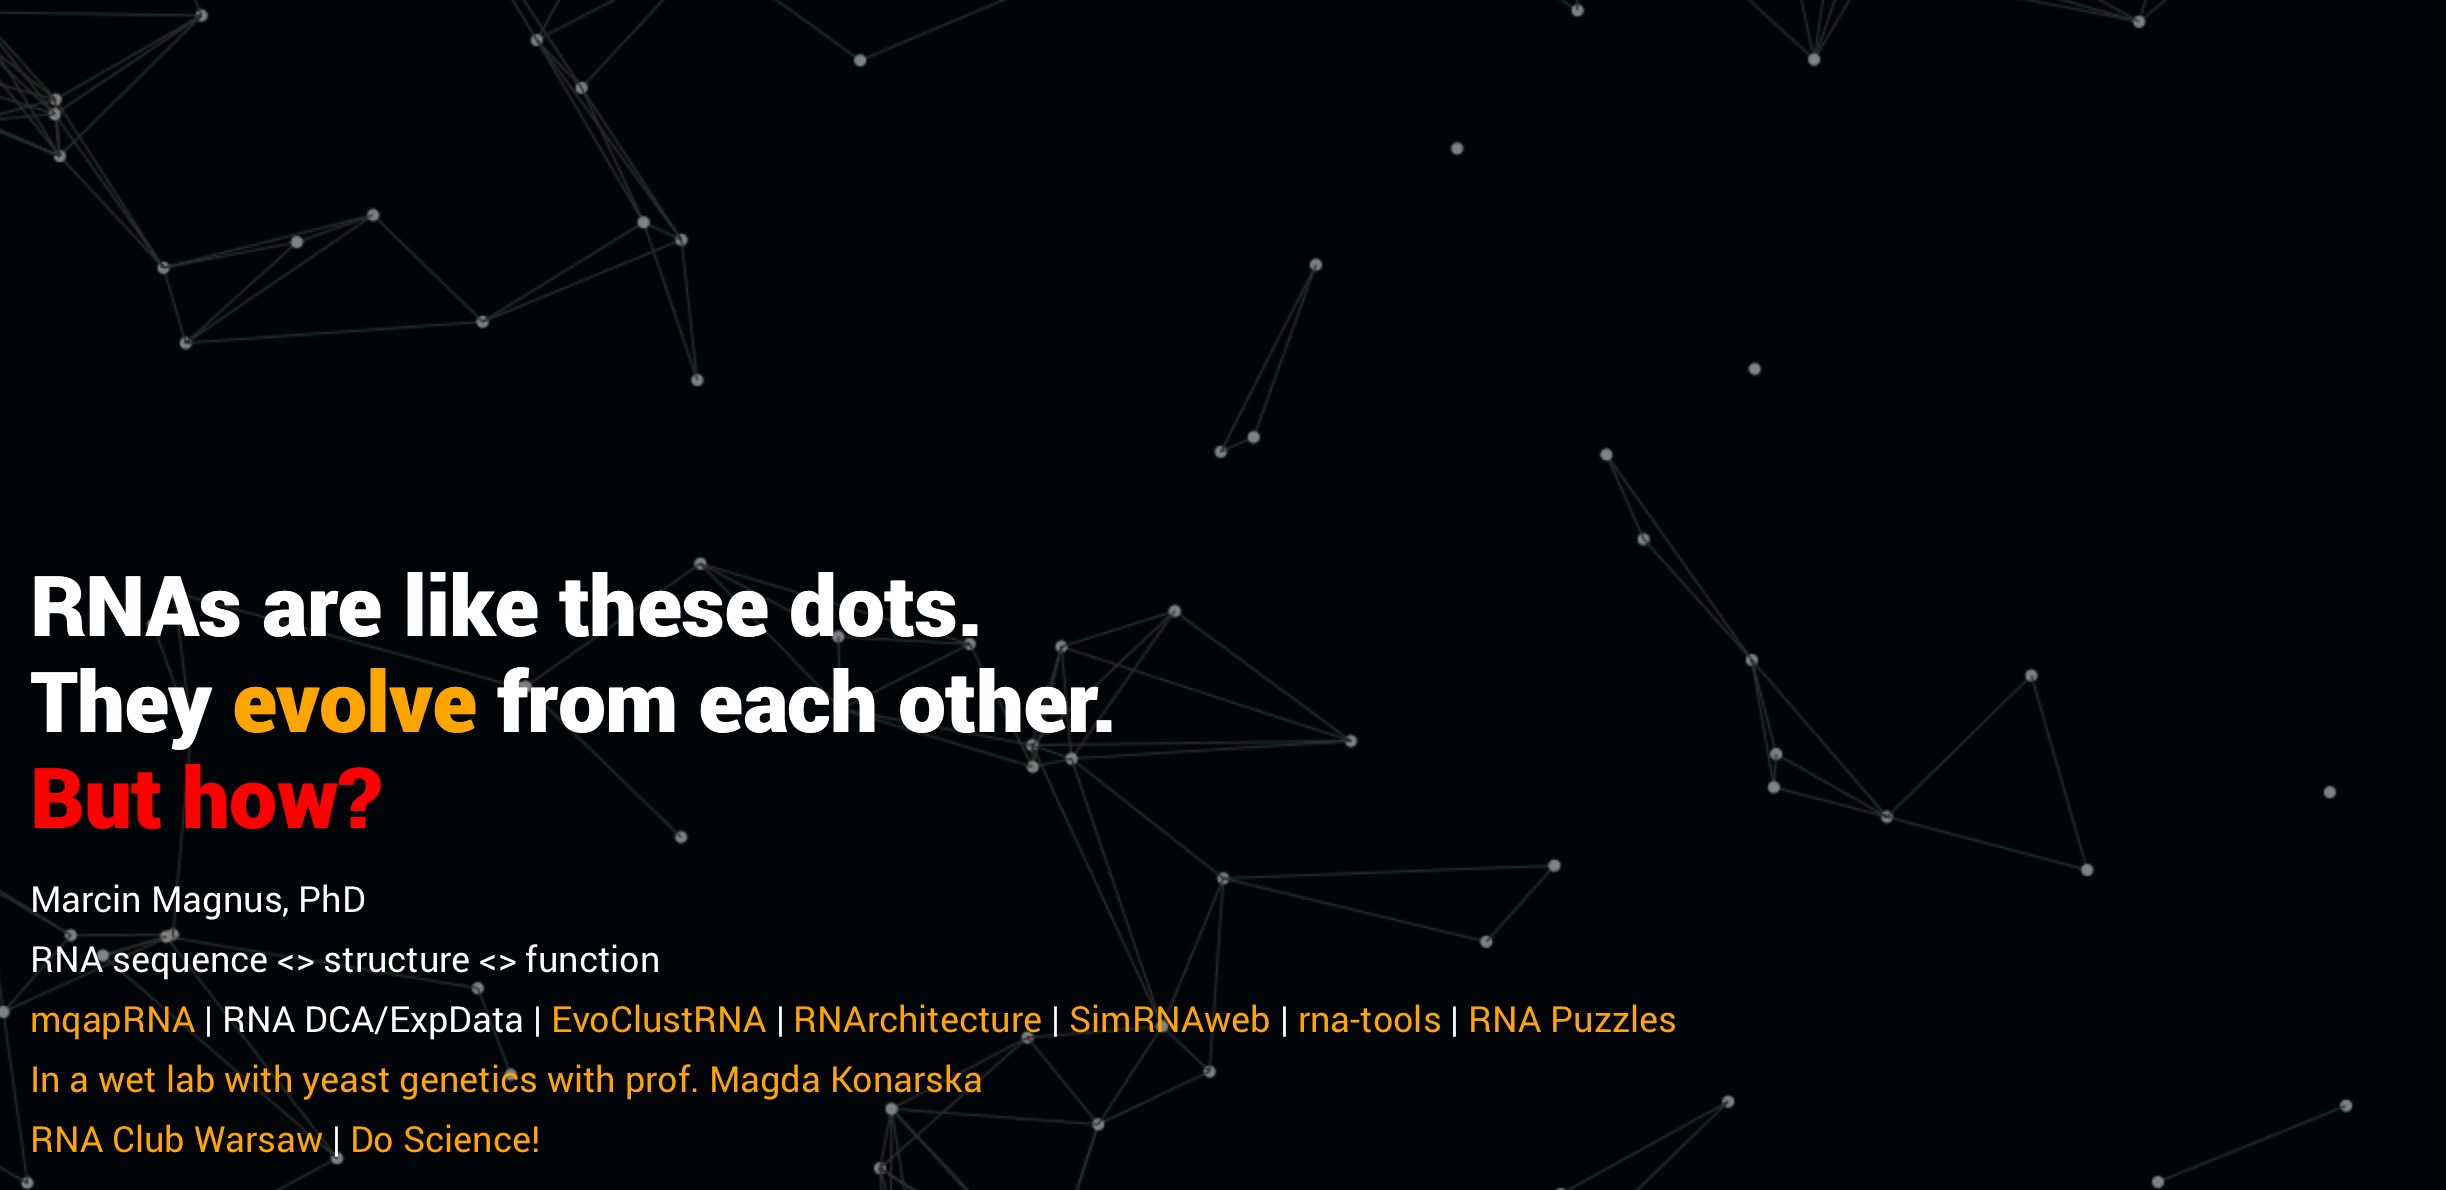 RNAs are like these dots.
They evolve from each other.
But how?
Marcin Magnus, PhD
RNA sequence <> structure <> function
mqapRNA | RNA DCA/ExpData | EvoClustRNA | RNArchitecture | SimRNAweb | rna-tools | RNA Puzzles
In a wet lab with yeast genetics with prof. Magda Konarska
RNA Club Warsaw | Do Science!